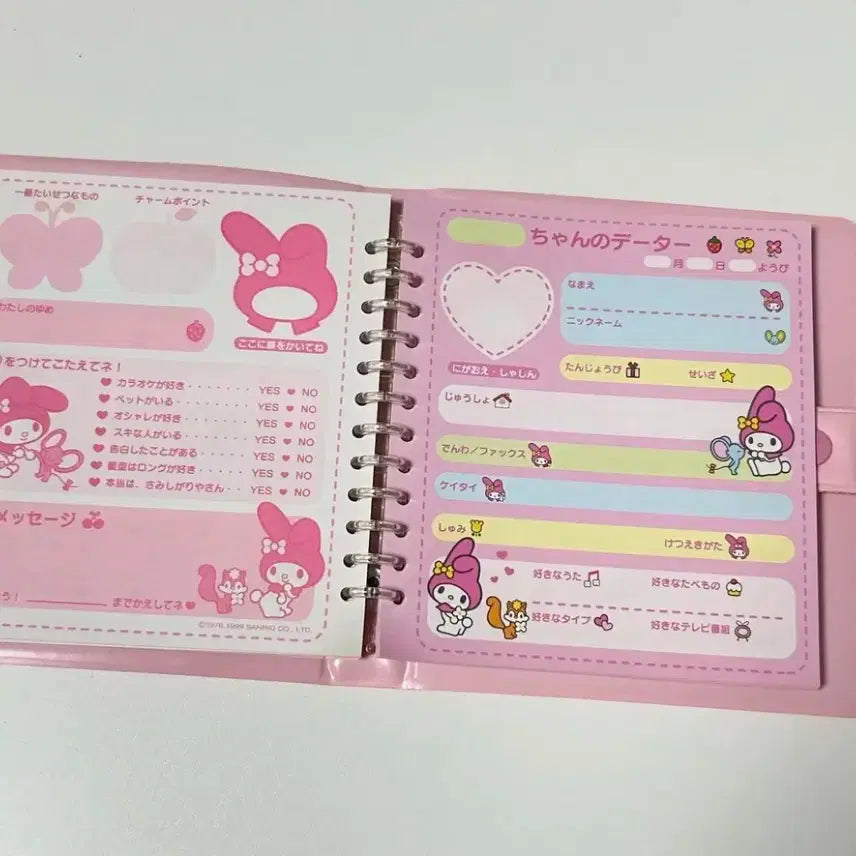 一番たいせつなもの
チャームポイント
わたしのゆめ
ここに顔をかいてね
をつけてこたえてネ!
カラオケが好き・・・・・・・・YES ♥ NO
ペットがいる・・・・・・・・・YES ♥ NO
オシャレが好き・・・・・・・・YES ♥ NO
スキな人がいる・・・・・・・・YES ♥ NO
告白したことがある・・・・・・YES ♥ NO
髪型はロングが好き・・・・・・YES ♥ NO
本当は、さみしがりやさん・・YES ♥ NO
メッセージ
う! までかえしてネ♥
©1976,1999 SANRIO CO., LTD.
ちゃんのデーター
月 日 ようび
なまえ
ニックネーム
にがおえ・しゃしん
たんじょうび せいざ
じゅうしょ
でんわ/ファックス
ケイタイ
しゅみ
けつえきがた
好きなうた 好きなたべもの
好きなタイプ 好きなテレビ番組